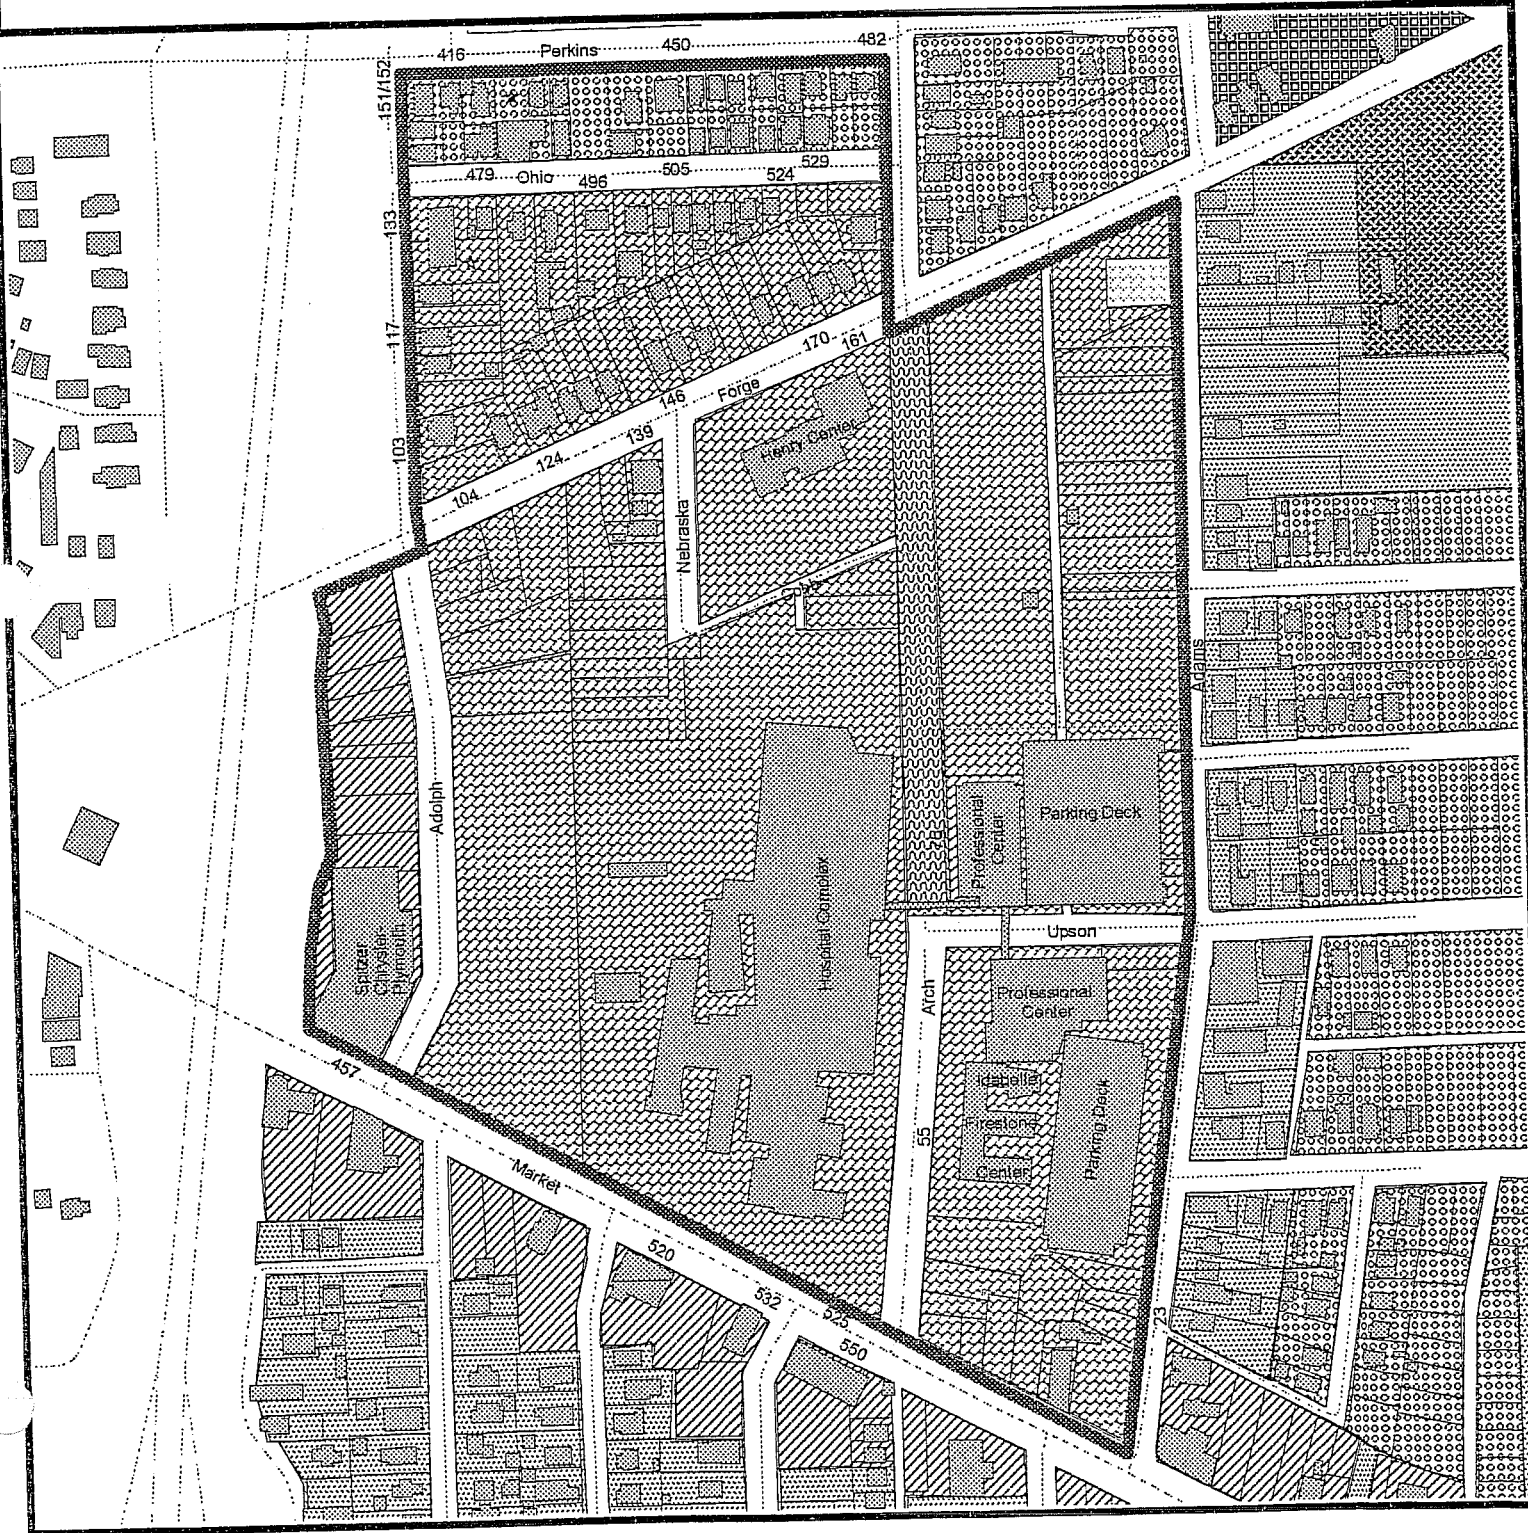 416
Perkins
450
482
151/152
479
Ohio
496
505
524
529
133
117
103
104
124
139
146
Forge
170
161
Henry Center
Nebraska
Adams
Adolph
Professional
Center
Parking Deck
Hospital Complex
Spitzer
Chrysler-
Plymouth
Upson
Arch
Professional
Center
Idabelle
Firestone
Center
Parking Deck
55
457
Market
520
532
525
550
23